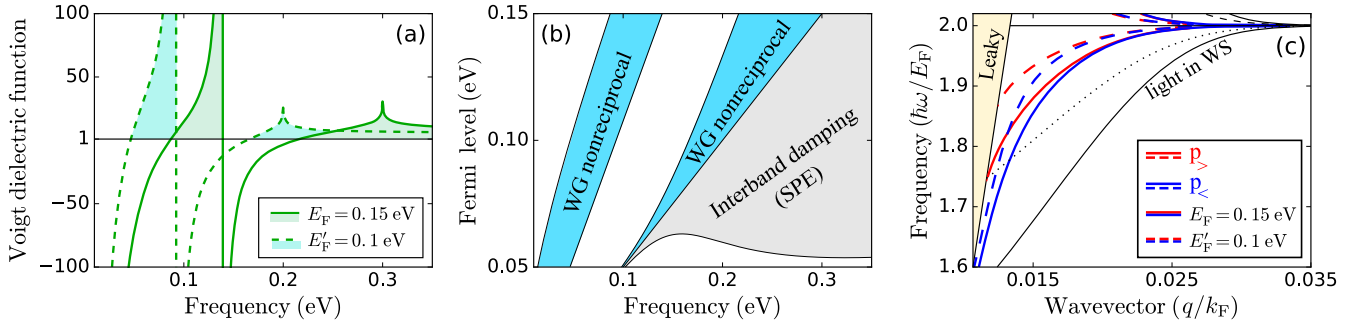 (a)
Voigt dielectric function
100
50
1
−50
−100
0.1
0.2
0.3
Frequency (eV)
E_F = 0.15 eV
E′_F = 0.1 eV
(b)
Fermi level (eV)
0.15
0.10
0.05
0.1
0.2
0.3
Frequency (eV)
WG nonreciprocal
WG nonreciprocal
Interband damping
(SPE)
(c)
Frequency (ħω/E_F)
2.0
1.9
1.8
1.7
1.6
0.015
0.025
0.035
Wavevector (q/k_F)
Leaky
light in WS
p_>
p_<
E_F = 0.15 eV
E′_F = 0.1 eV